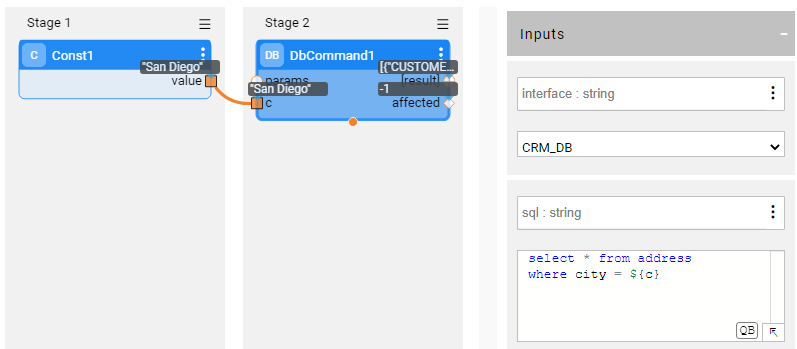 Stage 1
C Const1
"San Diego"
value
Stage 2
DB DbCommand1
[{"CUSTOME...
params
[result]
"San Diego"
-1
c
affected
Inputs
interface : string
CRM_DB
sql : string
select * from address
where city = ${c}
QB